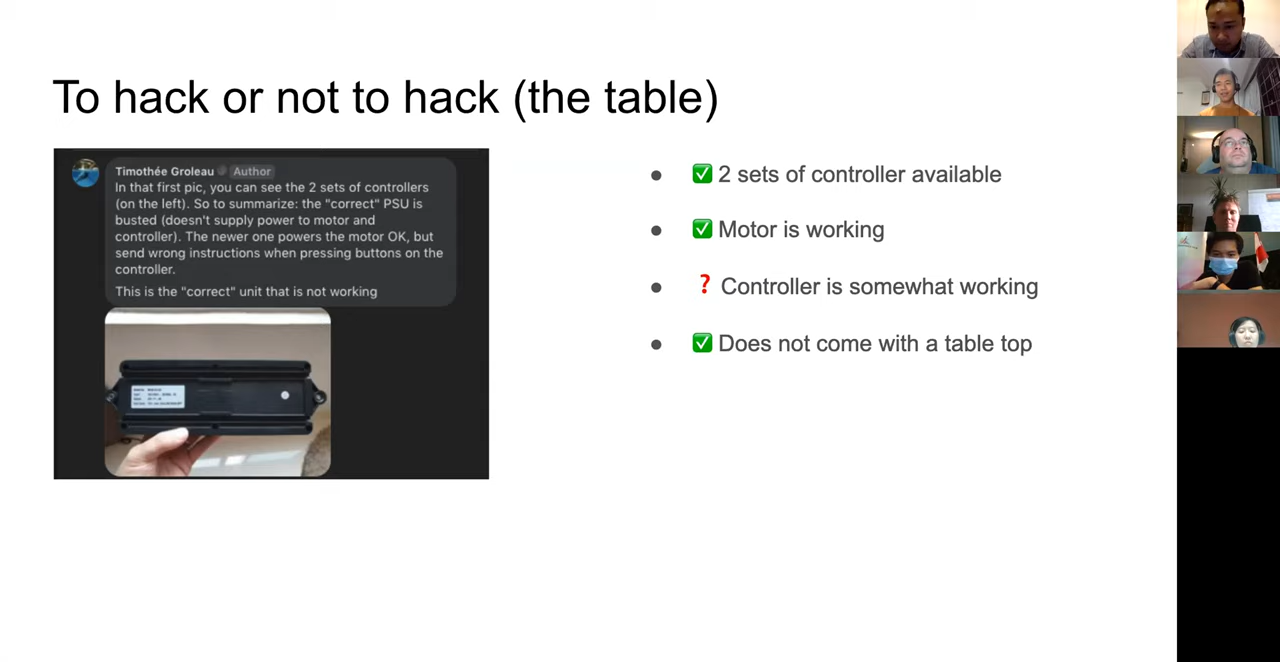 To hack or not to hack (the table)
Timothée Groleau Author
In that first pic, you can see the 2 sets of controllers
(on the left). So to summarize: the "correct" PSU is
busted (doesn't supply power to motor and
controller). The newer one powers the motor OK, but
send wrong instructions when pressing buttons on the
controller.
This is the "correct" unit that is not working
✅ 2 sets of controller available
✅ Motor is working
❓ Controller is somewhat working
✅ Does not come with a table top